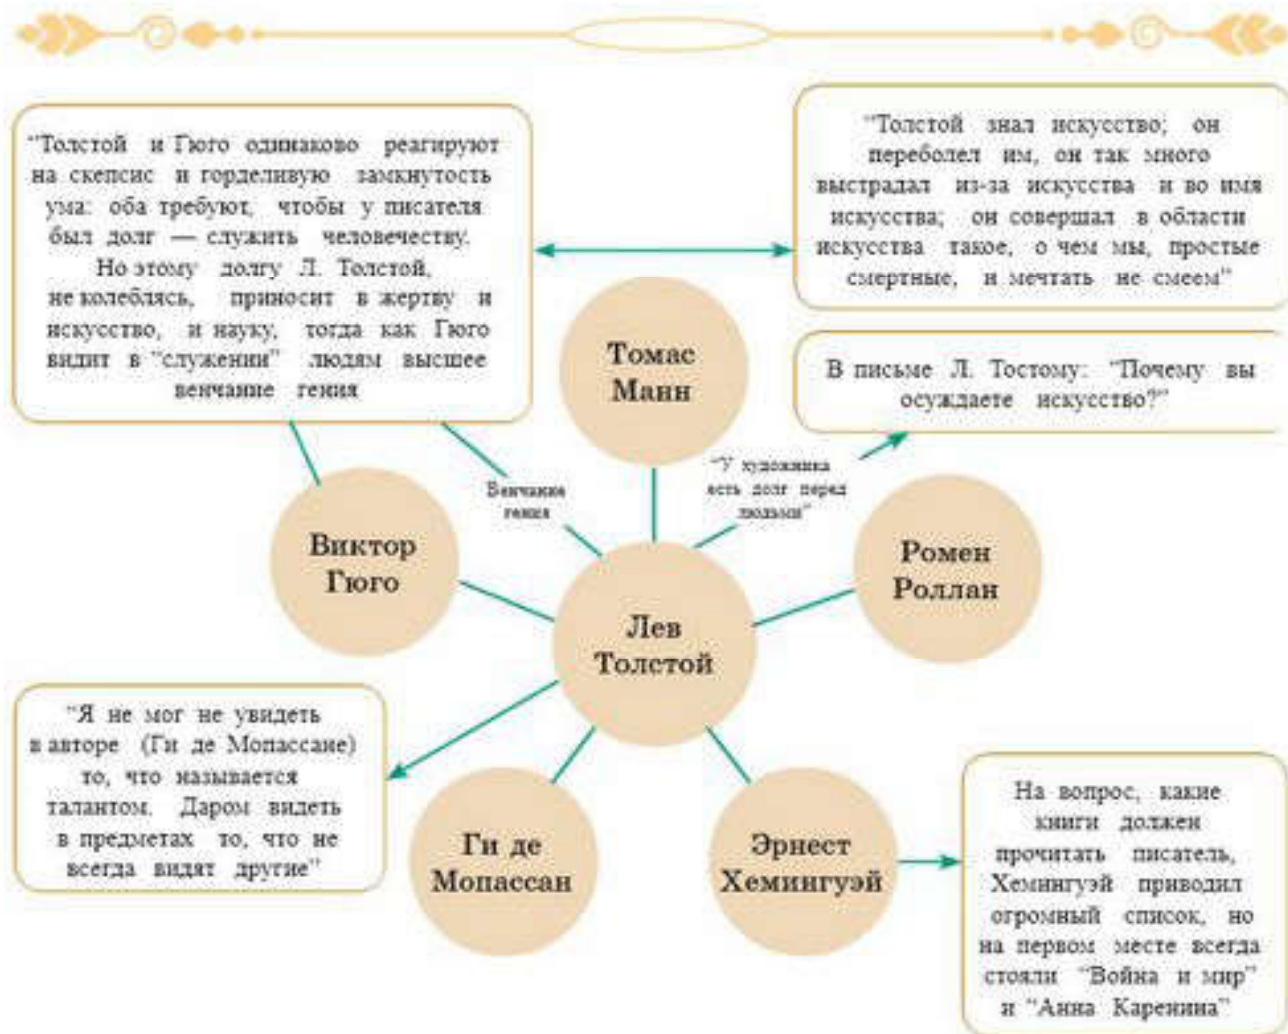 “Толстой и Гюго одинаково реагируют
на скепсис и горделивую замкнутость
ума: оба требуют, чтобы у писателя
был долг — служить человечеству.
Но этому долгу Л. Толстой,
не колеблясь, приносит в жертву и
искусство, и науку, тогда как Гюго
видит в “служении” людям высшее
венчание гения
“Толстой знал искусство; он
переболел им, он так много
выстрадал из-за искусства и во имя
искусства; он совершал в области
искусства такое, о чем мы, простые
смертные, и мечтать не смеем”
Томас
Манн
В письме Л. Тостому: “Почему вы
осуждаете искусство?”
Венчание
гения
“У художника
есть долг перед
людьми”
Виктор
Гюго
Ромен
Роллан
Лев
Толстой
“Я не мог не увидеть
в авторе (Ги де Мопассане)
то, что называется
талантом. Даром видеть
в предметах то, что не
всегда видят другие”
Ги де
Мопассан
Эрнест
Хемингуэй
На вопрос, какие
книги должен
прочитать писатель,
Хемингуэй приводил
огромный список, но
на первом месте всегда
стояли “Война и мир”
и “Анна Каренина”